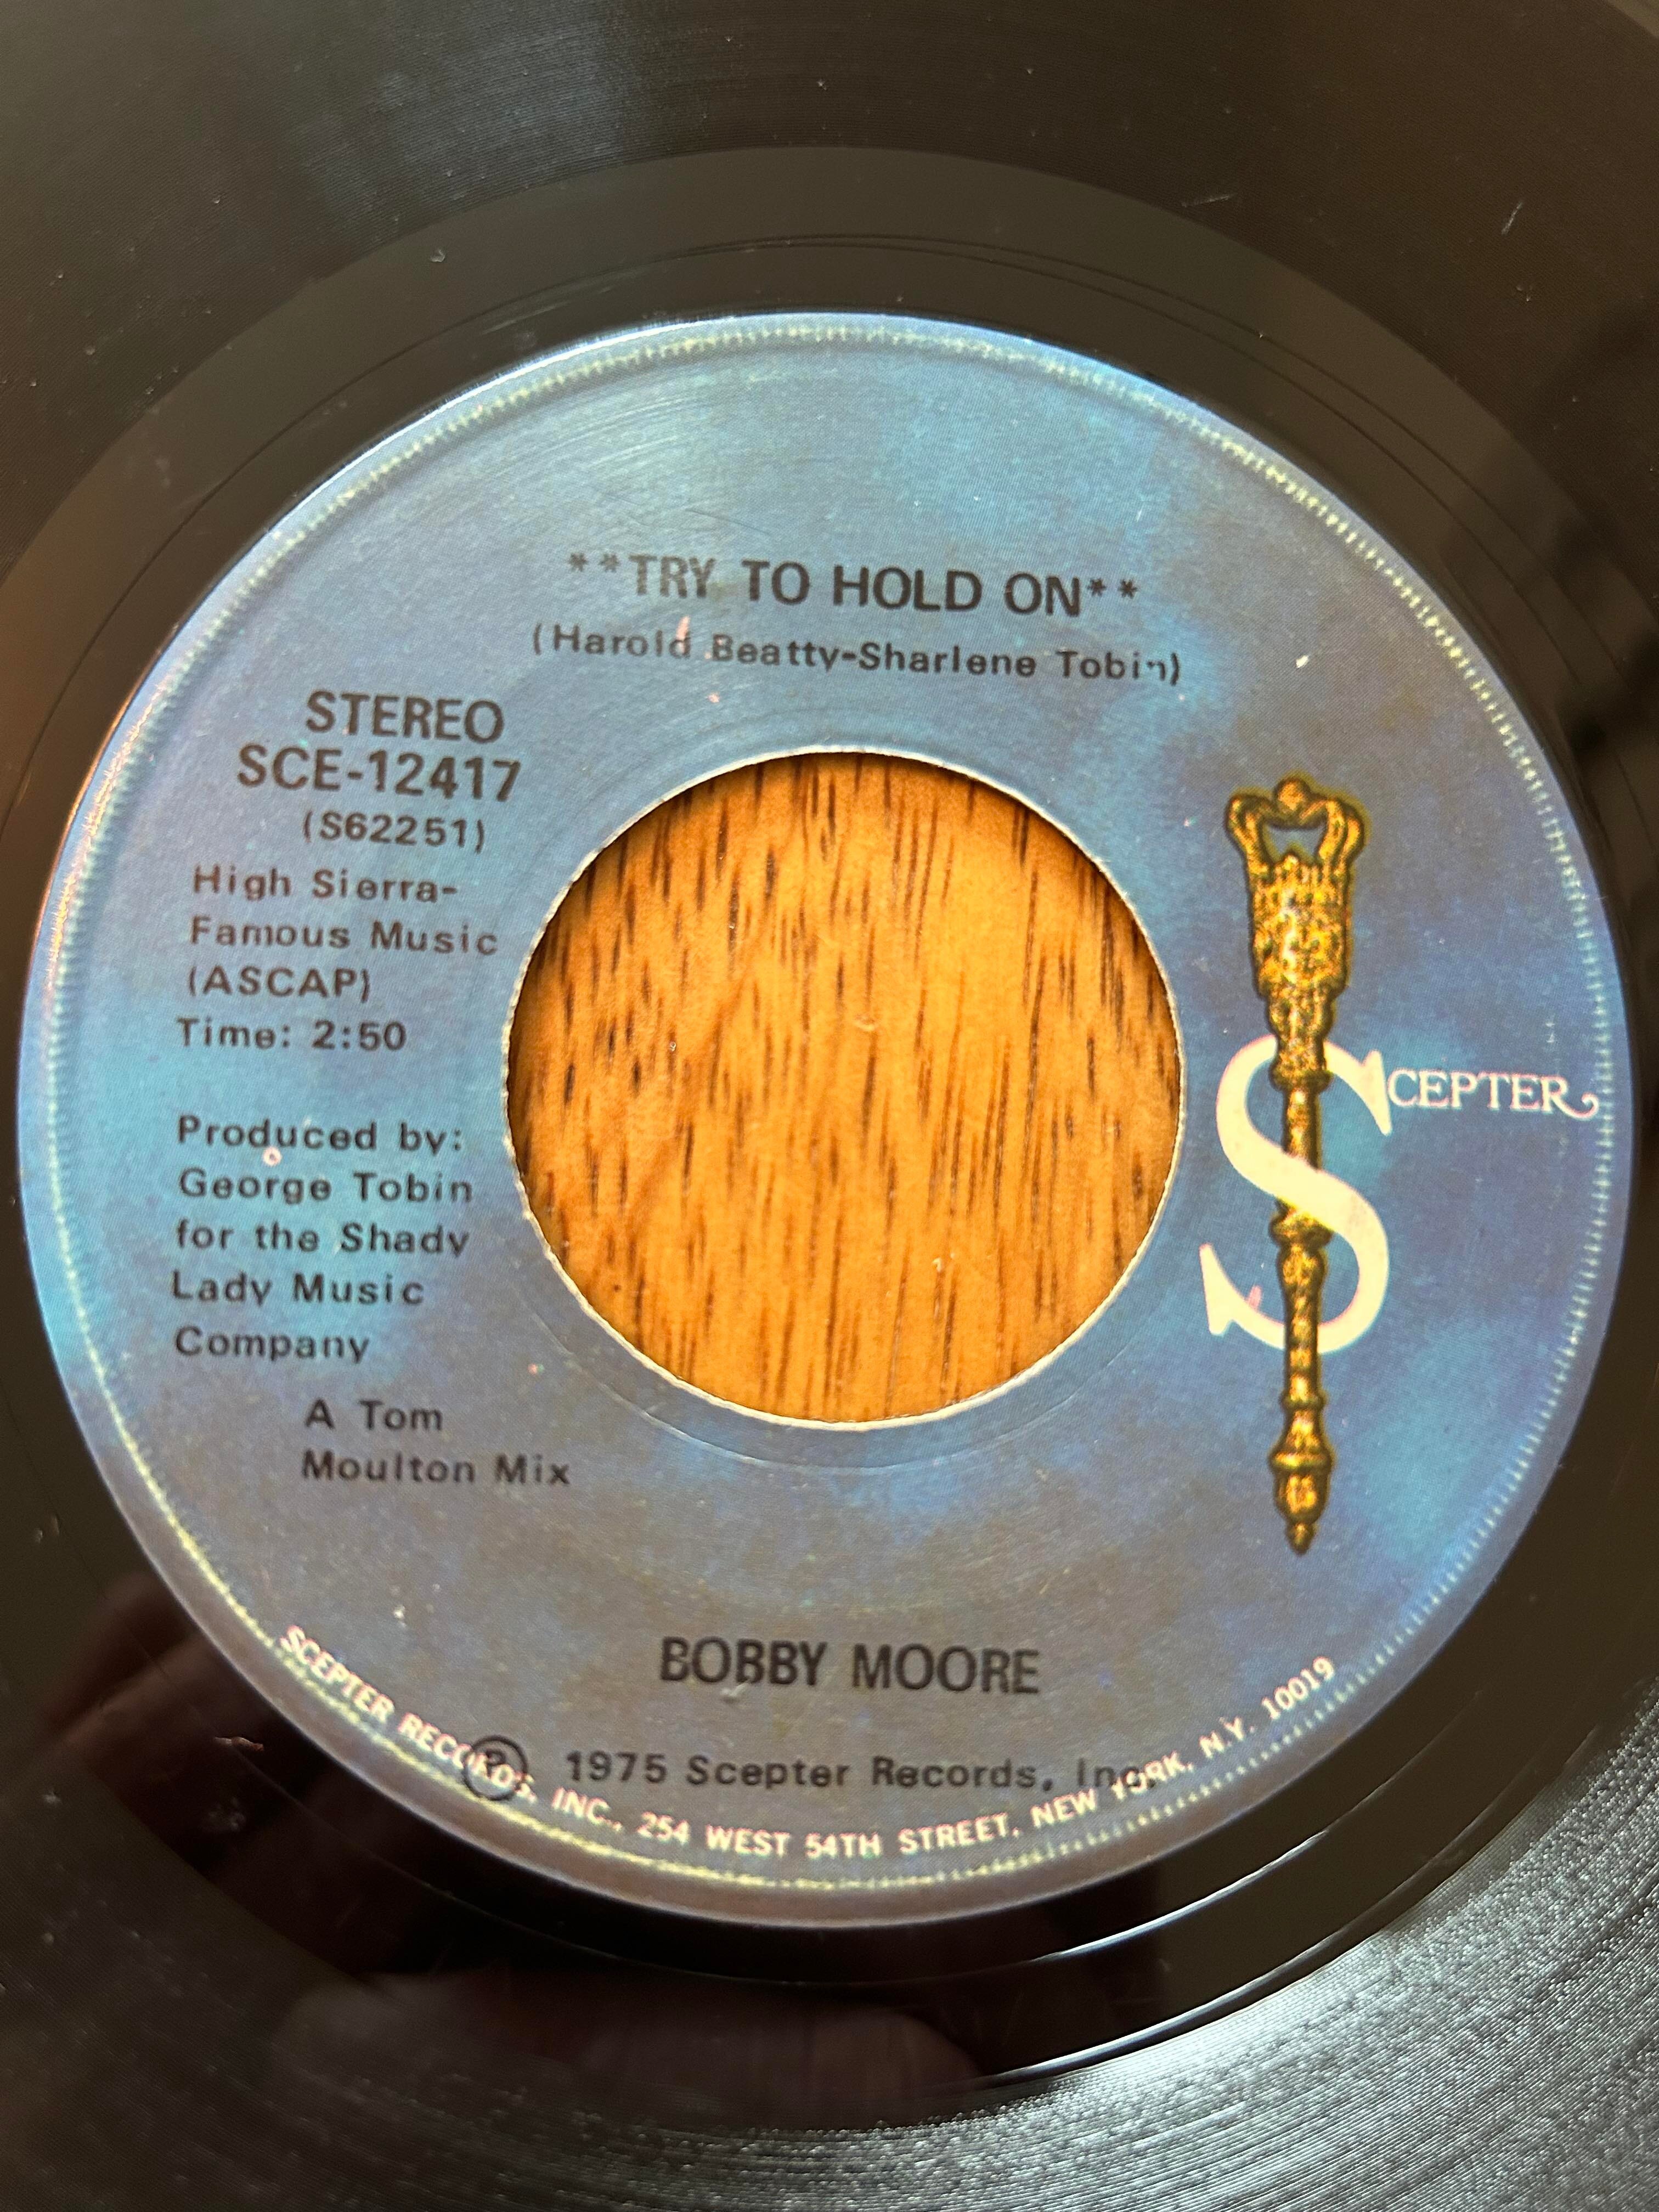 **TRY TO HOLD ON**
(Harold Beatty-Sharlene Tobin)
STEREO
SCE-12417
(S62251)
High Sierra-
Famous Music
(ASCAP)
Time: 2:50
Produced by:
George Tobin
for the Shady
Lady Music
Company
A Tom
Moulton Mix
SCEPTER
BOBBY MOORE
Ⓟ 1975 Scepter Records, Inc.
SCEPTER RECORDS, INC., 254 WEST 54TH STREET, NEW YORK, N.Y. 10019